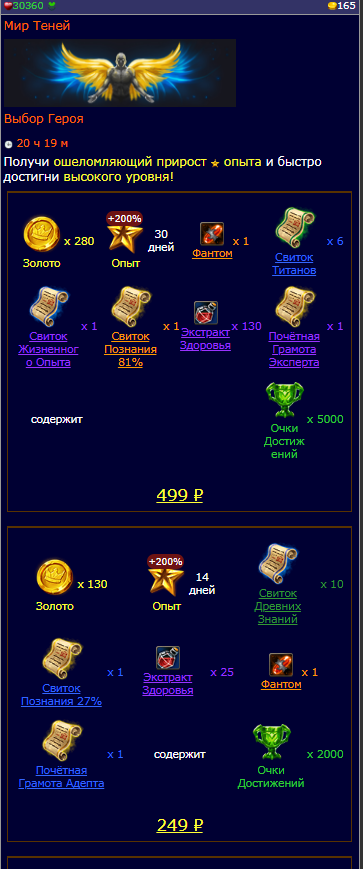 30360 165
Мир Теней
Выбор Героя
20 ч 19 м
Получи ошеломляющий прирост опыта и быстро
достигни высокого уровня!
+200%
x 280 30 дней x 1 x 6
Золото Опыт Фантом Свиток Титанов
x 1 x 1 x 130 x 1
Свиток Жизненног о Опыта
Свиток Познания 81%
Экстракт Здоровья
Почётная Грамота Эксперта
содержит x 5000
Очки Достиж ений
499 ₽
+200%
x 130 14 дней x 10
Золото Опыт Свиток Древних Знаний
x 1 x 25 x 1
Свиток Познания 27%
Экстракт Здоровья
Фантом
x 1 содержит x 2000
Почётная Грамота Адепта
Очки Достижений
249 ₽